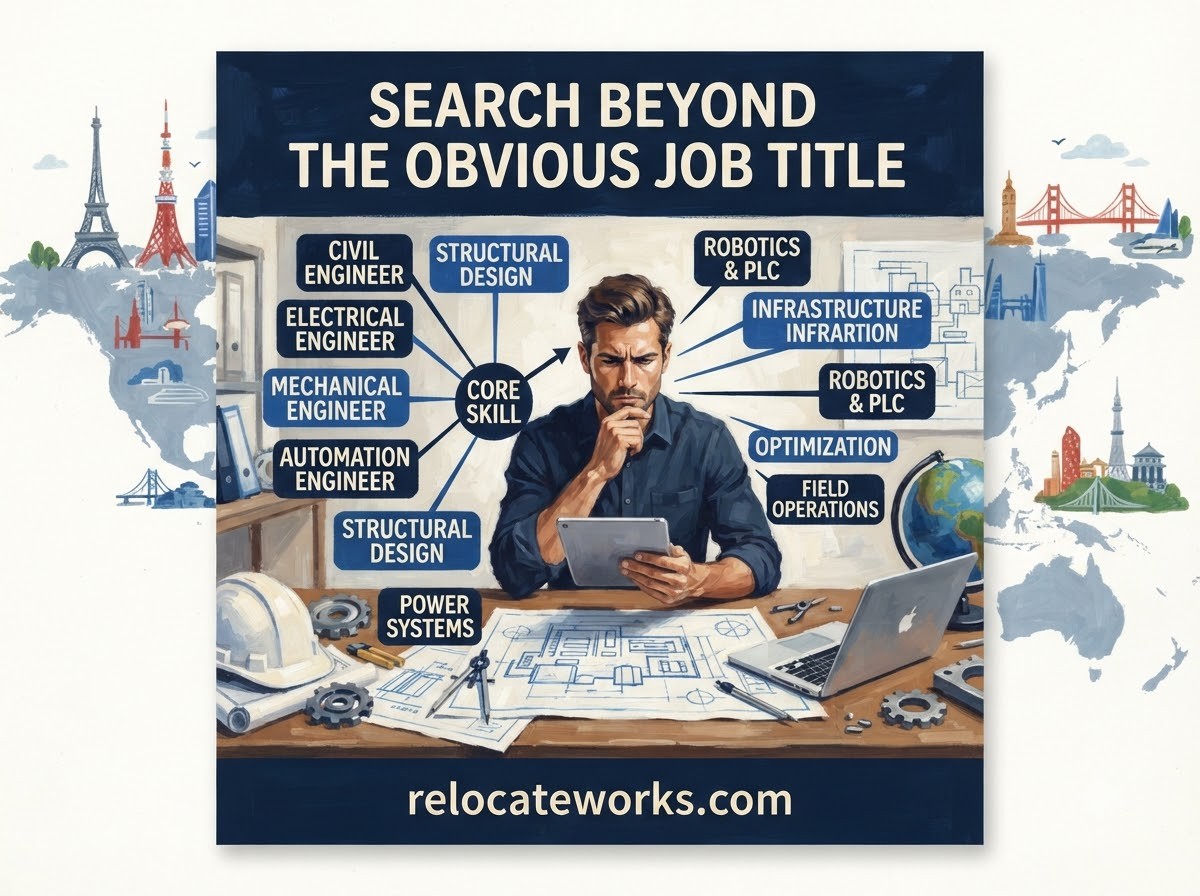 SEARCH BEYOND
THE OBVIOUS JOB TITLE
CIVIL
ENGINEER
STRUCTURAL
DESIGN
ELECTRICAL
ENGINEER
MECHANICAL
ENGINEER
CORE
SKILL
AUTOMATION
ENGINEER
STRUCTURAL
DESIGN
POWER
SYSTEMS
ROBOTICS
& PLC
INFRASTRUCTURE
INFRARTION
ROBOTICS
& PLC
OPTIMIZATION
FIELD
OPERATIONS
relocateworks.com